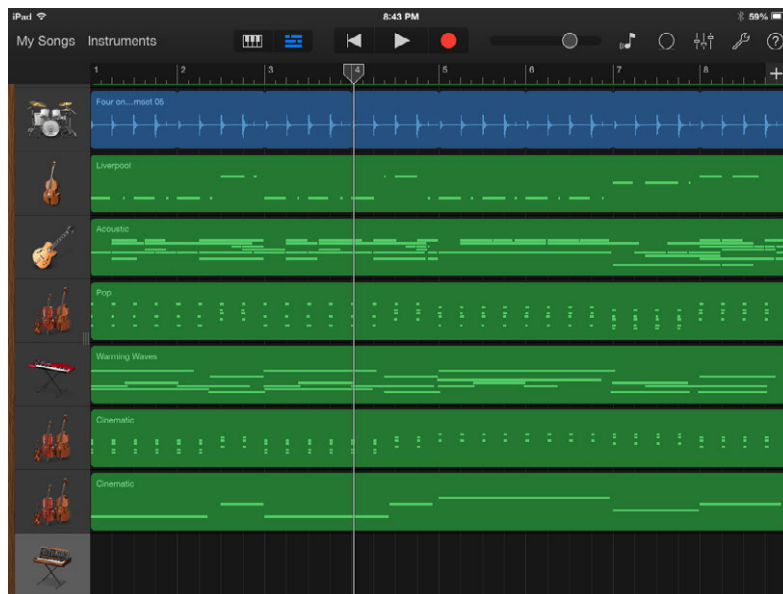 iPad 8:43 PM 59%
My Songs Instruments
1 2 3 4 5 6 7 8 +
Four on...mset 05
Liverpool
Acoustic
Pop
Warming Waves
Cinematic
Cinematic